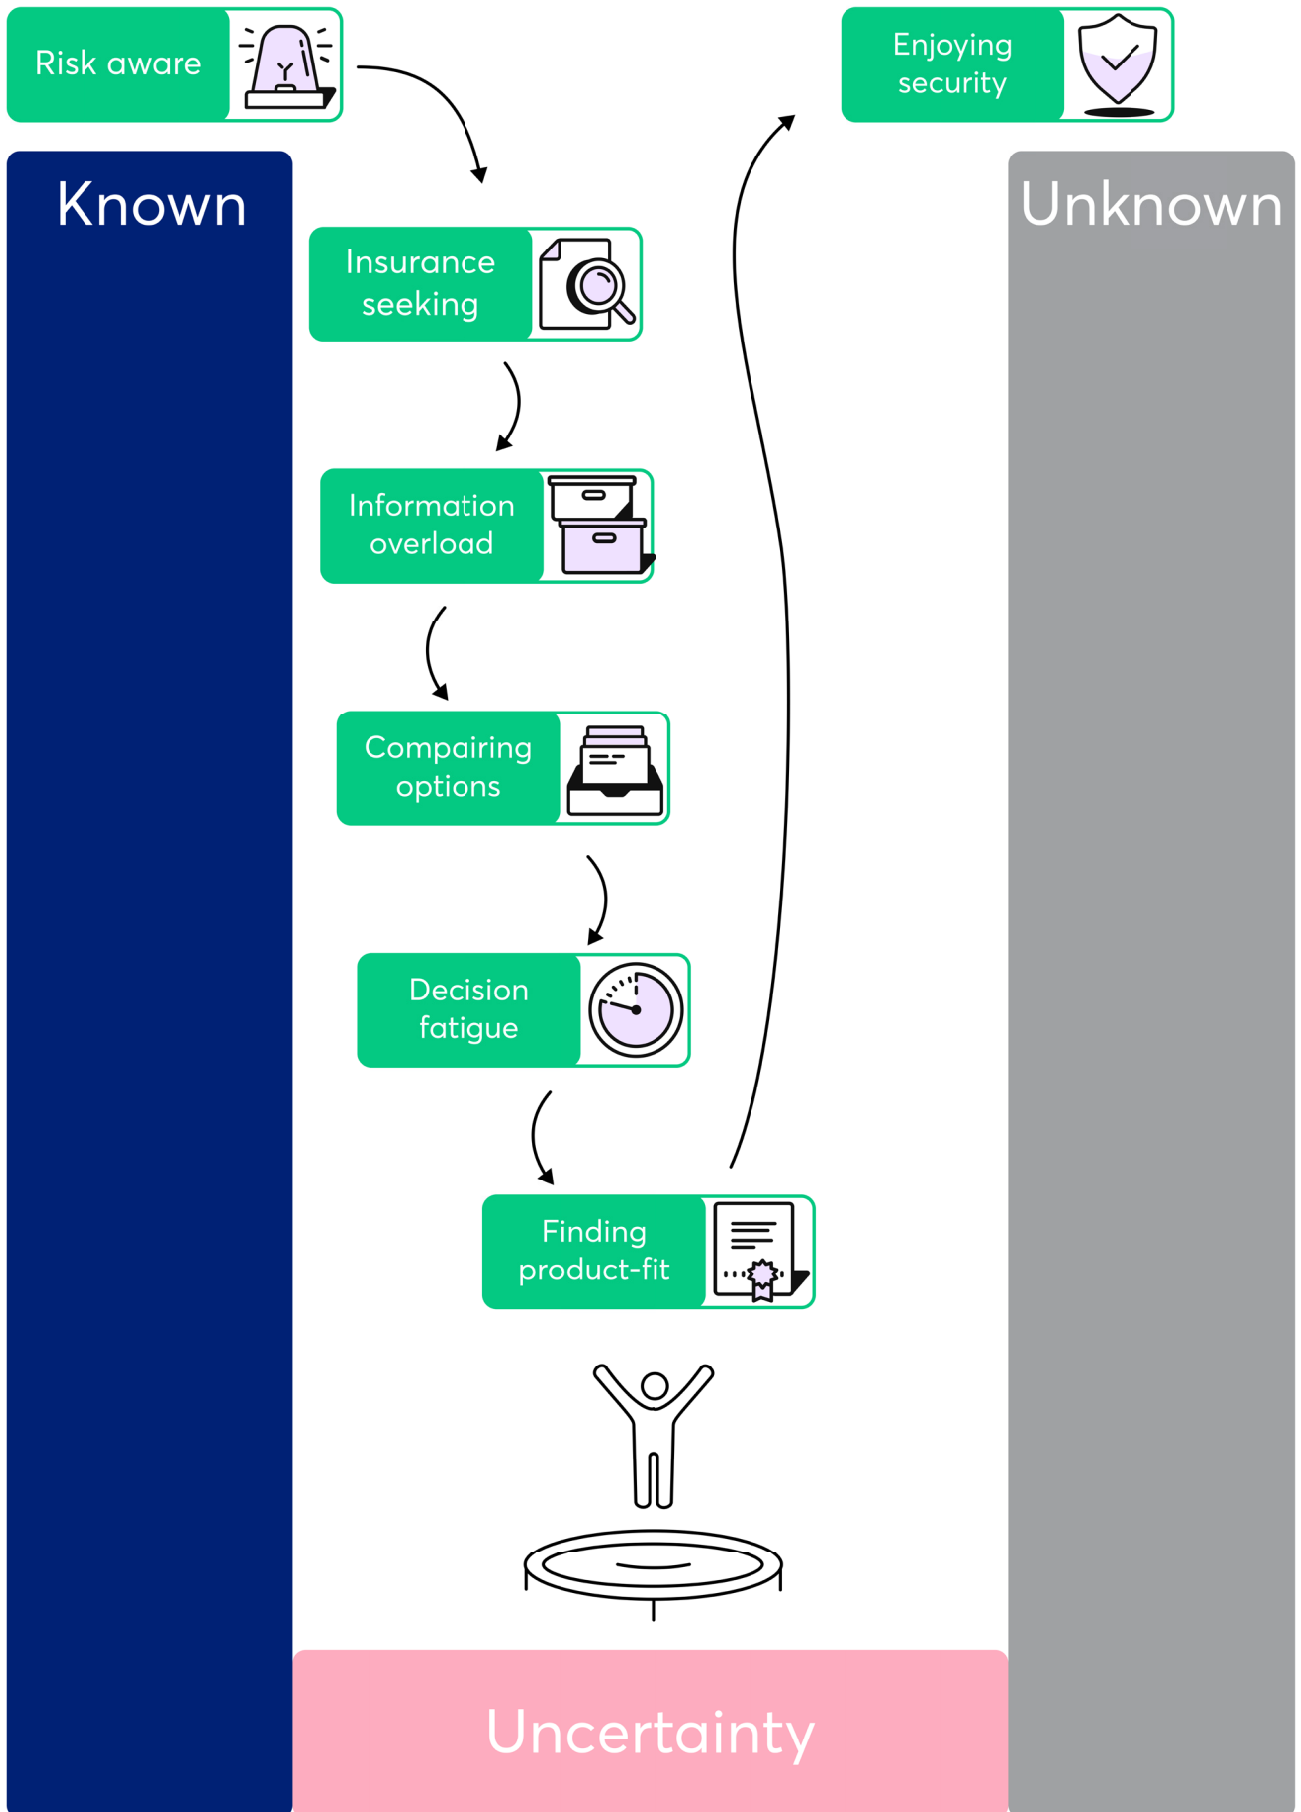 Risk aware
Enjoying
security
Known
Unknown
Insurance
seeking
Information
overload
Compairing
options
Decision
fatigue
Finding
product-fit
Uncertainty